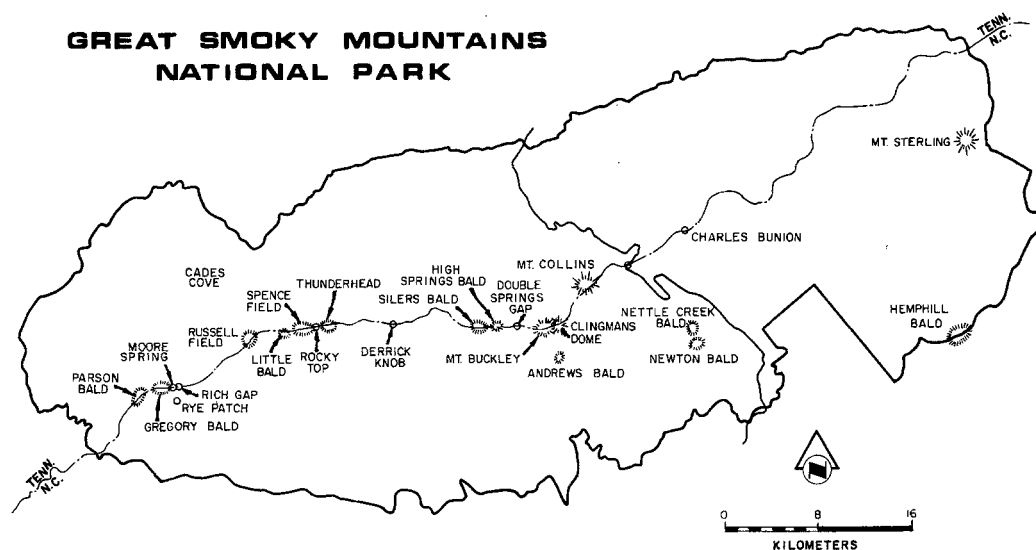 GREAT SMOKY MOUNTAINS
NATIONAL PARK
TENN.
N.C.
MT. STERLING
CHARLES BUNION
MT. COLLINS
HIGH
SPRINGS BALD
DOUBLE
SPRINGS
GAP
CADES
COVE
THUNDERHEAD
SPENCE
FIELD
SILERS BALD
CLINGMANS
DOME
NETTLE CREEK
BALD
HEMPHILL
BALD
RUSSELL
FIELD
LITTLE
BALD
ROCKY
TOP
DERRICK
KNOB
MT. BUCKLEY
NEWTON BALD
ANDREWS BALD
MOORE
SPRING
PARSON
BALD
RICH GAP
RYE PATCH
GREGORY BALD
TENN.
N.C.
0 8 16
KILOMETERS